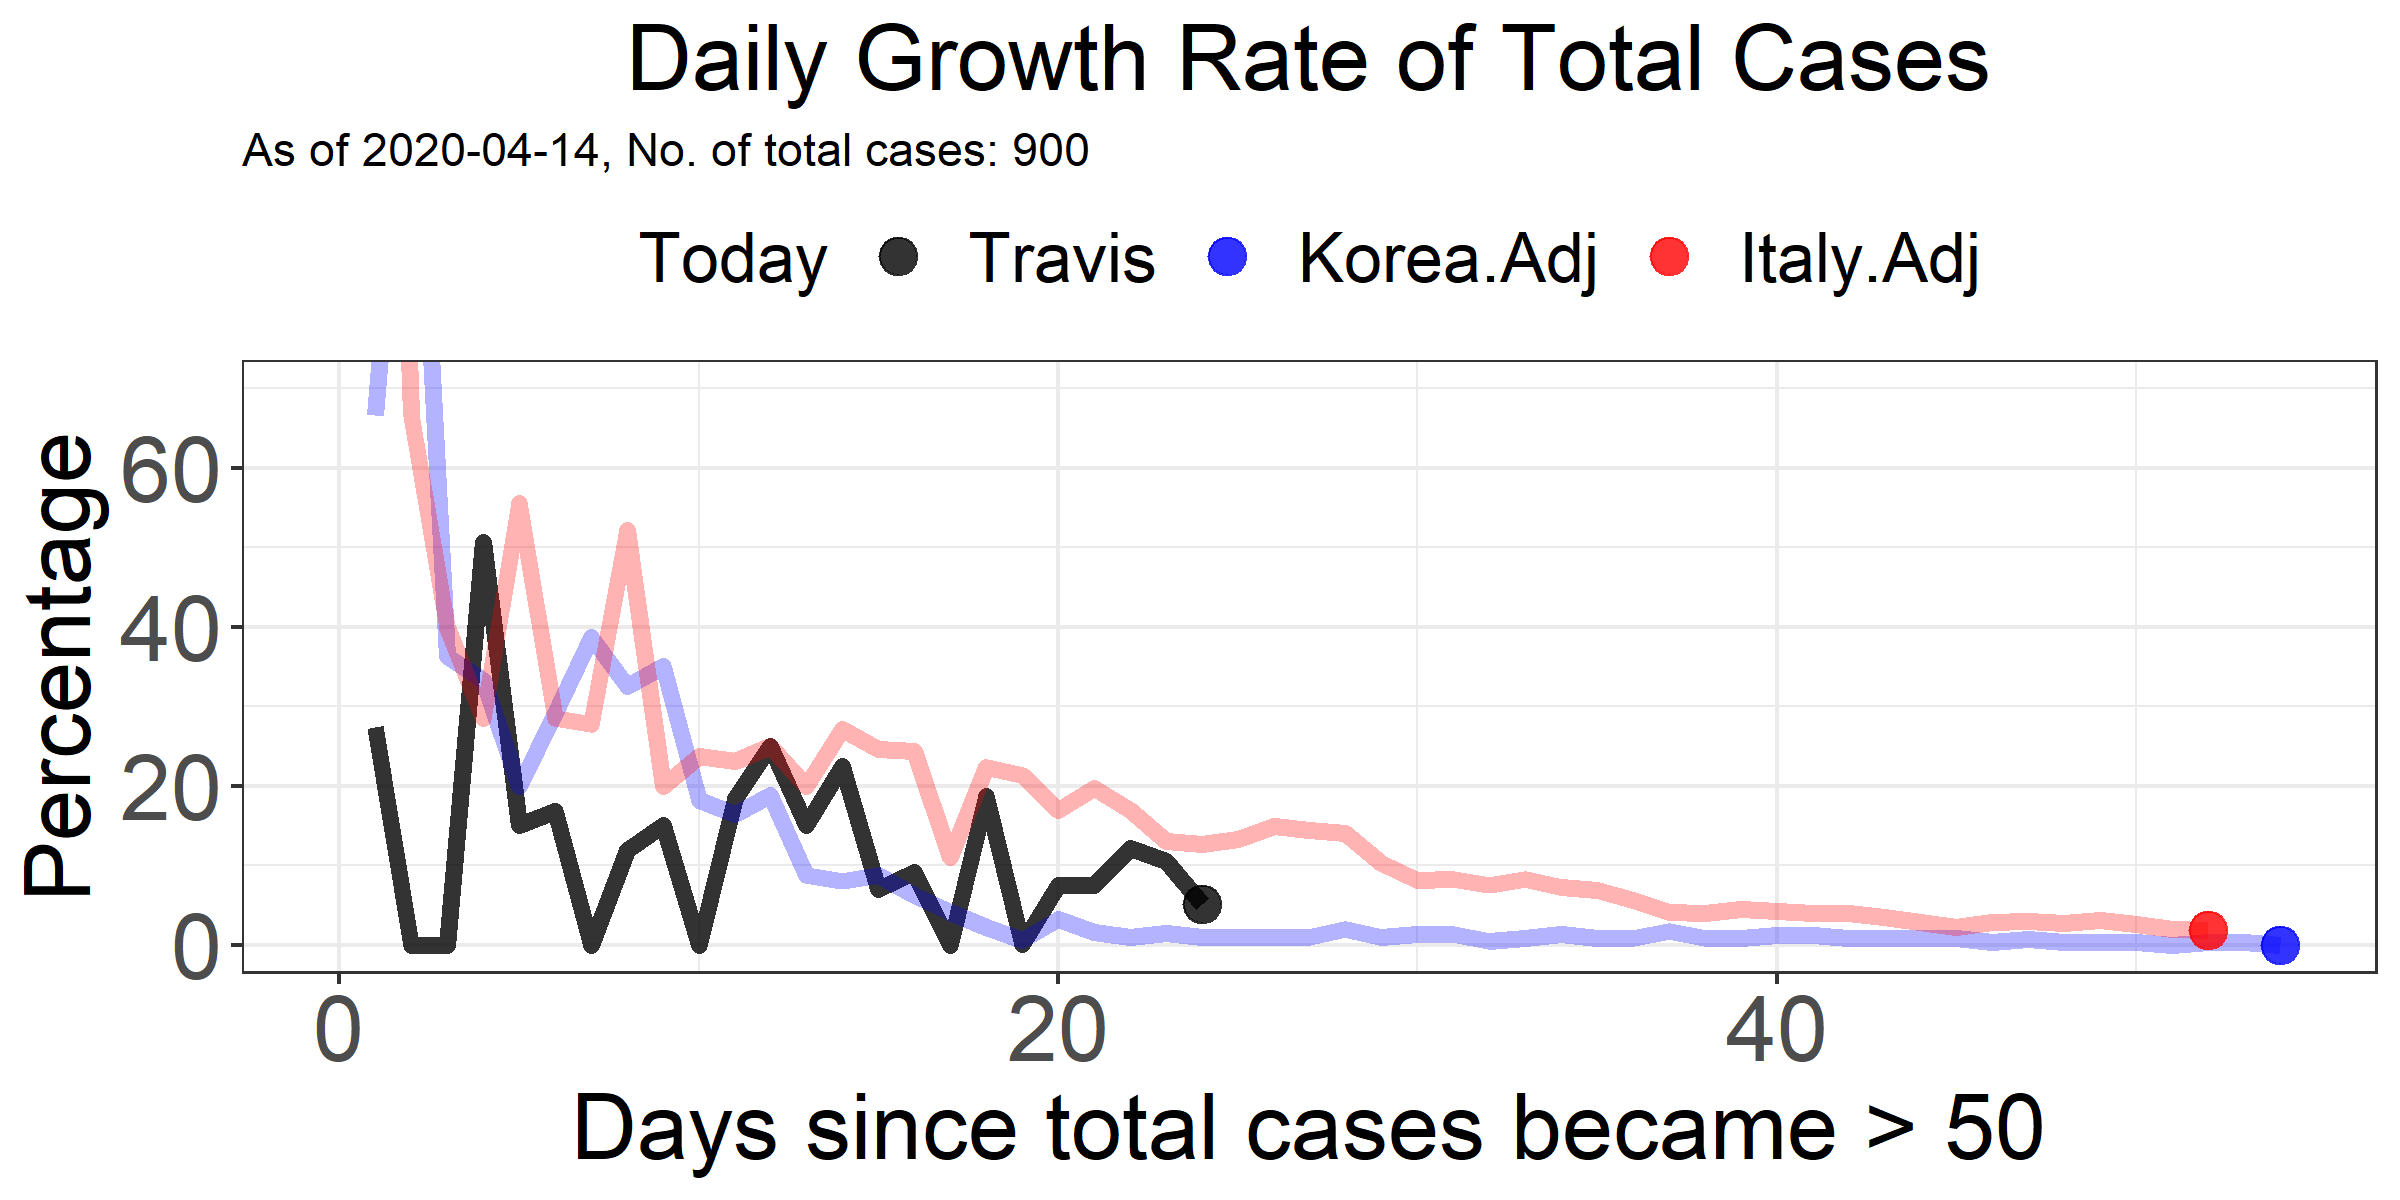 Daily Growth Rate of Total Cases
As of 2020-04-14, No. of total cases: 900
Today Travis Korea.Adj Italy.Adj
Percentage
60
40
20
0
0 20 40
Days since total cases became > 50